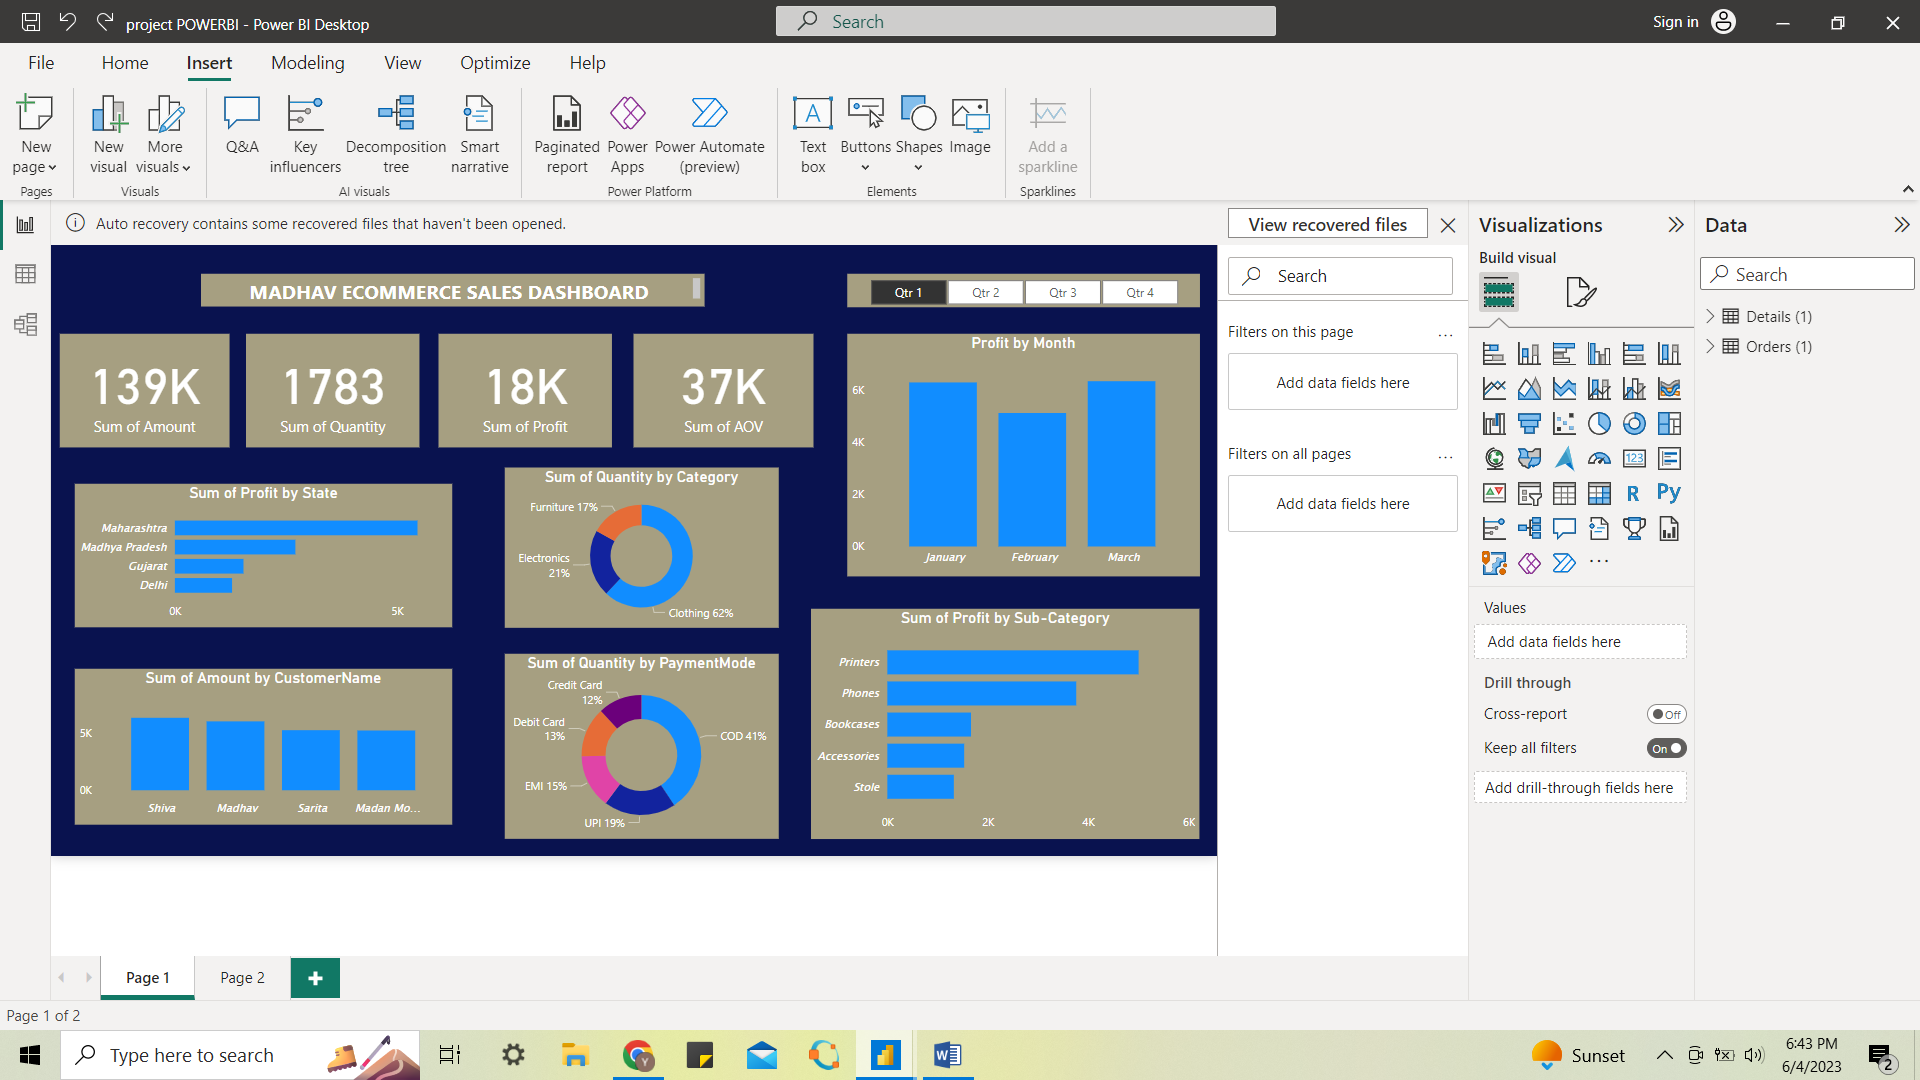 project POWERBI - Power BI Desktop
Search
Sign in
File Home Insert Modeling View Optimize Help
New page
New visual
More visuals
Q&A
Key influencers
Decomposition tree
Smart narrative
Paginated report
Power Apps
Power Automate (preview)
Text box
Buttons
Shapes
Image
Add a sparkline
Pages
Visuals
AI visuals
Power Platform
Elements
Sparklines
Auto recovery contains some recovered files that haven't been opened.
View recovered files
MADHAV ECOMMERCE SALES DASHBOARD
Qtr 1 Qtr 2 Qtr 3 Qtr 4
139K
Sum of Amount
1783
Sum of Quantity
18K
Sum of Profit
37K
Sum of AOV
Profit by Month
6K
4K
2K
0K
January February March
Sum of Profit by State
Maharashtra
Madhya Pradesh
Gujarat
Delhi
0K 5K
Sum of Quantity by Category
Furniture 17%
Electronics
21%
Clothing 62%
Sum of Amount by CustomerName
5K
0K
Shiva Madhav Sarita Madan Mo...
Sum of Quantity by PaymentMode
Credit Card
12%
Debit Card
13%
COD 41%
EMI 15%
UPI 19%
Sum of Profit by Sub-Category
Printers
Phones
Bookcases
Accessories
Stole
0K 2K 4K 6K
Search
Filters on this page
...
Add data fields here
Filters on all pages
...
Add data fields here
Visualizations
Build visual
123
R
Py
...
Values
Add data fields here
Drill through
Cross-report
Off
Keep all filters
On
Add drill-through fields here
Data
Search
Details (1)
Orders (1)
Page 1
Page 2
+
Page 1 of 2
Type here to search
Y
W
Sunset
6:43 PM
6/4/2023
2